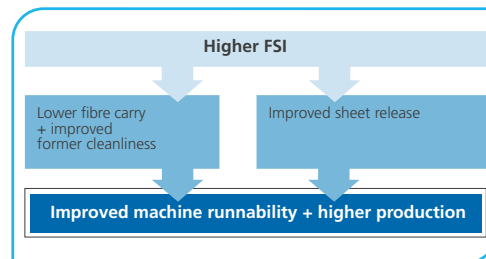 Higher FSI
Lower fibre carry
+ improved
former cleanliness
Improved sheet release
Improved machine runnability + higher production